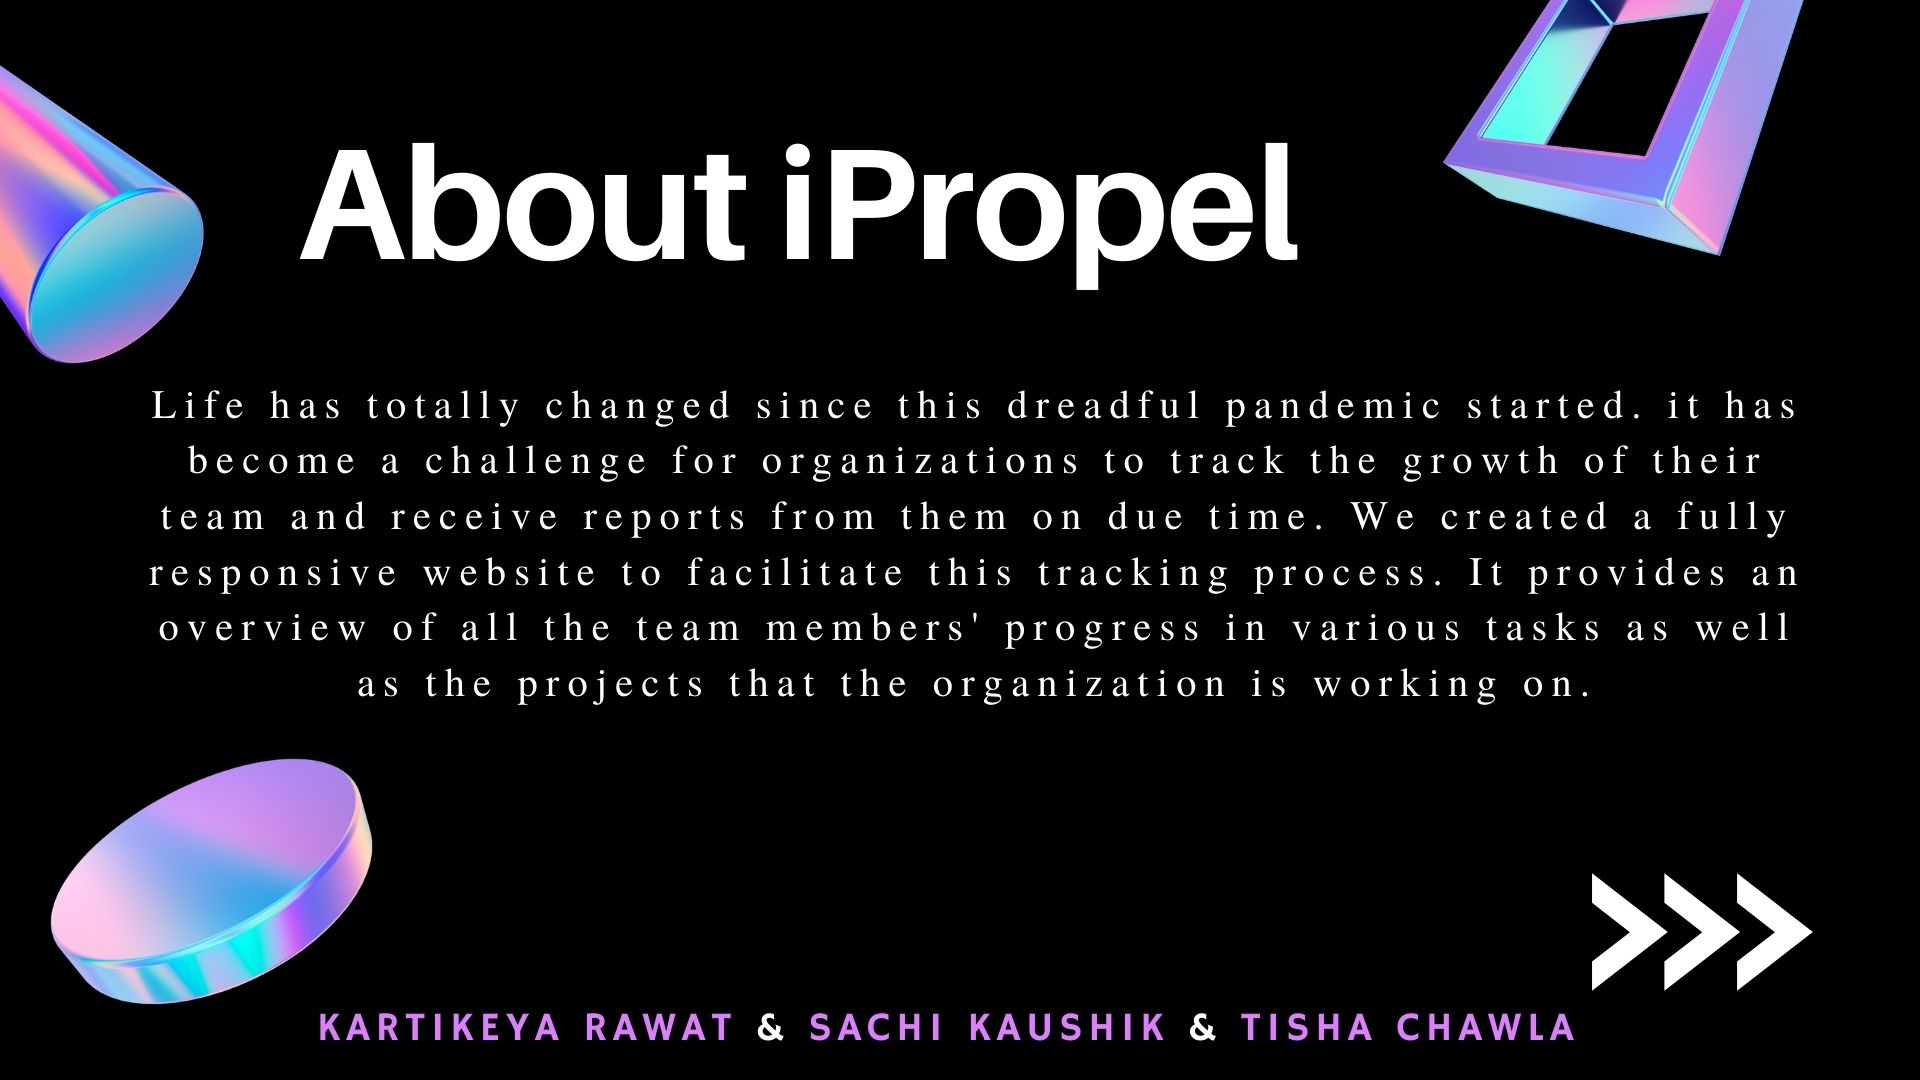 About iPropel
Life has totally changed since this dreadful pandemic started. it has
become a challenge for organizations to track the growth of their
team and receive reports from them on due time. We created a fully
responsive website to facilitate this tracking process. It provides an
overview of all the team members' progress in various tasks as well
as the projects that the organization is working on.
KARTIKEYA RAWAT & SACHI KAUSHIK & TISHA CHAWLA